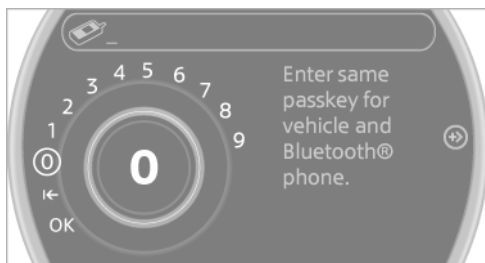 _
4 5 6
3 7
2 8
1 9
0
0
OK
Enter same
passkey for
vehicle and
Bluetooth®
phone.